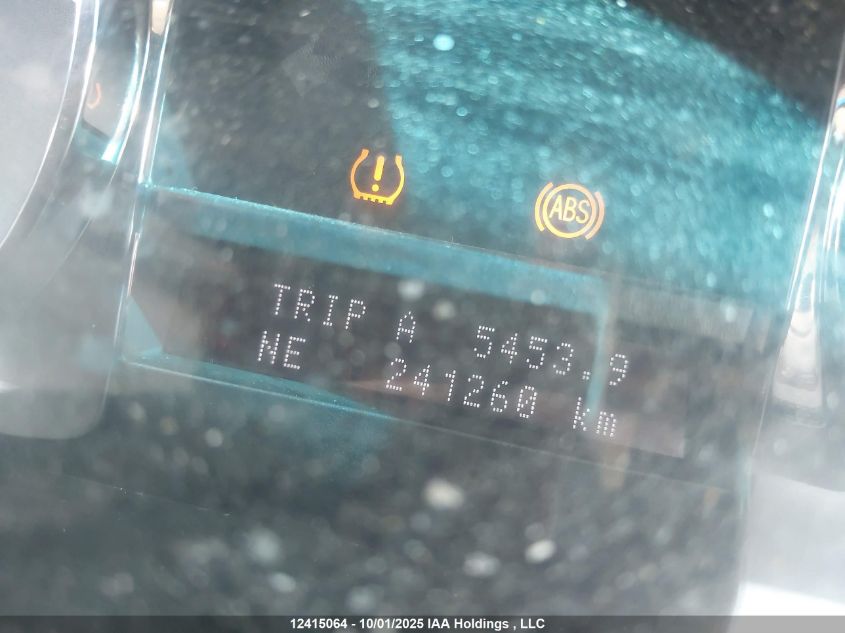 ABS
TRIP A 5453.9
NE 241260 km
12415064 - 10/01/2025 IAA Holdings , LLC